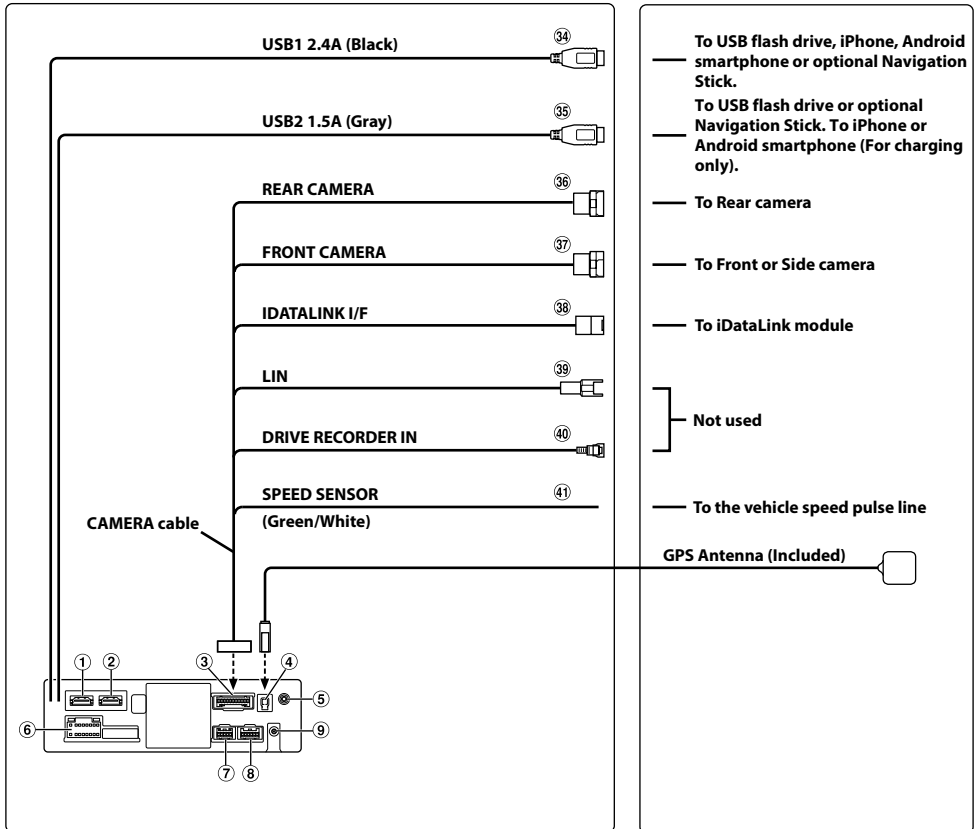 USB1 2.4A (Black)
34
To USB flash drive, iPhone, Android
smartphone or optional Navigation
Stick.
USB2 1.5A (Gray)
35
To USB flash drive or optional
Navigation Stick. To iPhone or
Android smartphone (For charging
only).
REAR CAMERA
36
To Rear camera
FRONT CAMERA
37
To Front or Side camera
IDATALINK I/F
38
To iDataLink module
LIN
39
Not used
DRIVE RECORDER IN
40
SPEED SENSOR
(Green/White)
41
To the vehicle speed pulse line
CAMERA cable
GPS Antenna (Included)
1
2
3
4
5
6
7
8
9